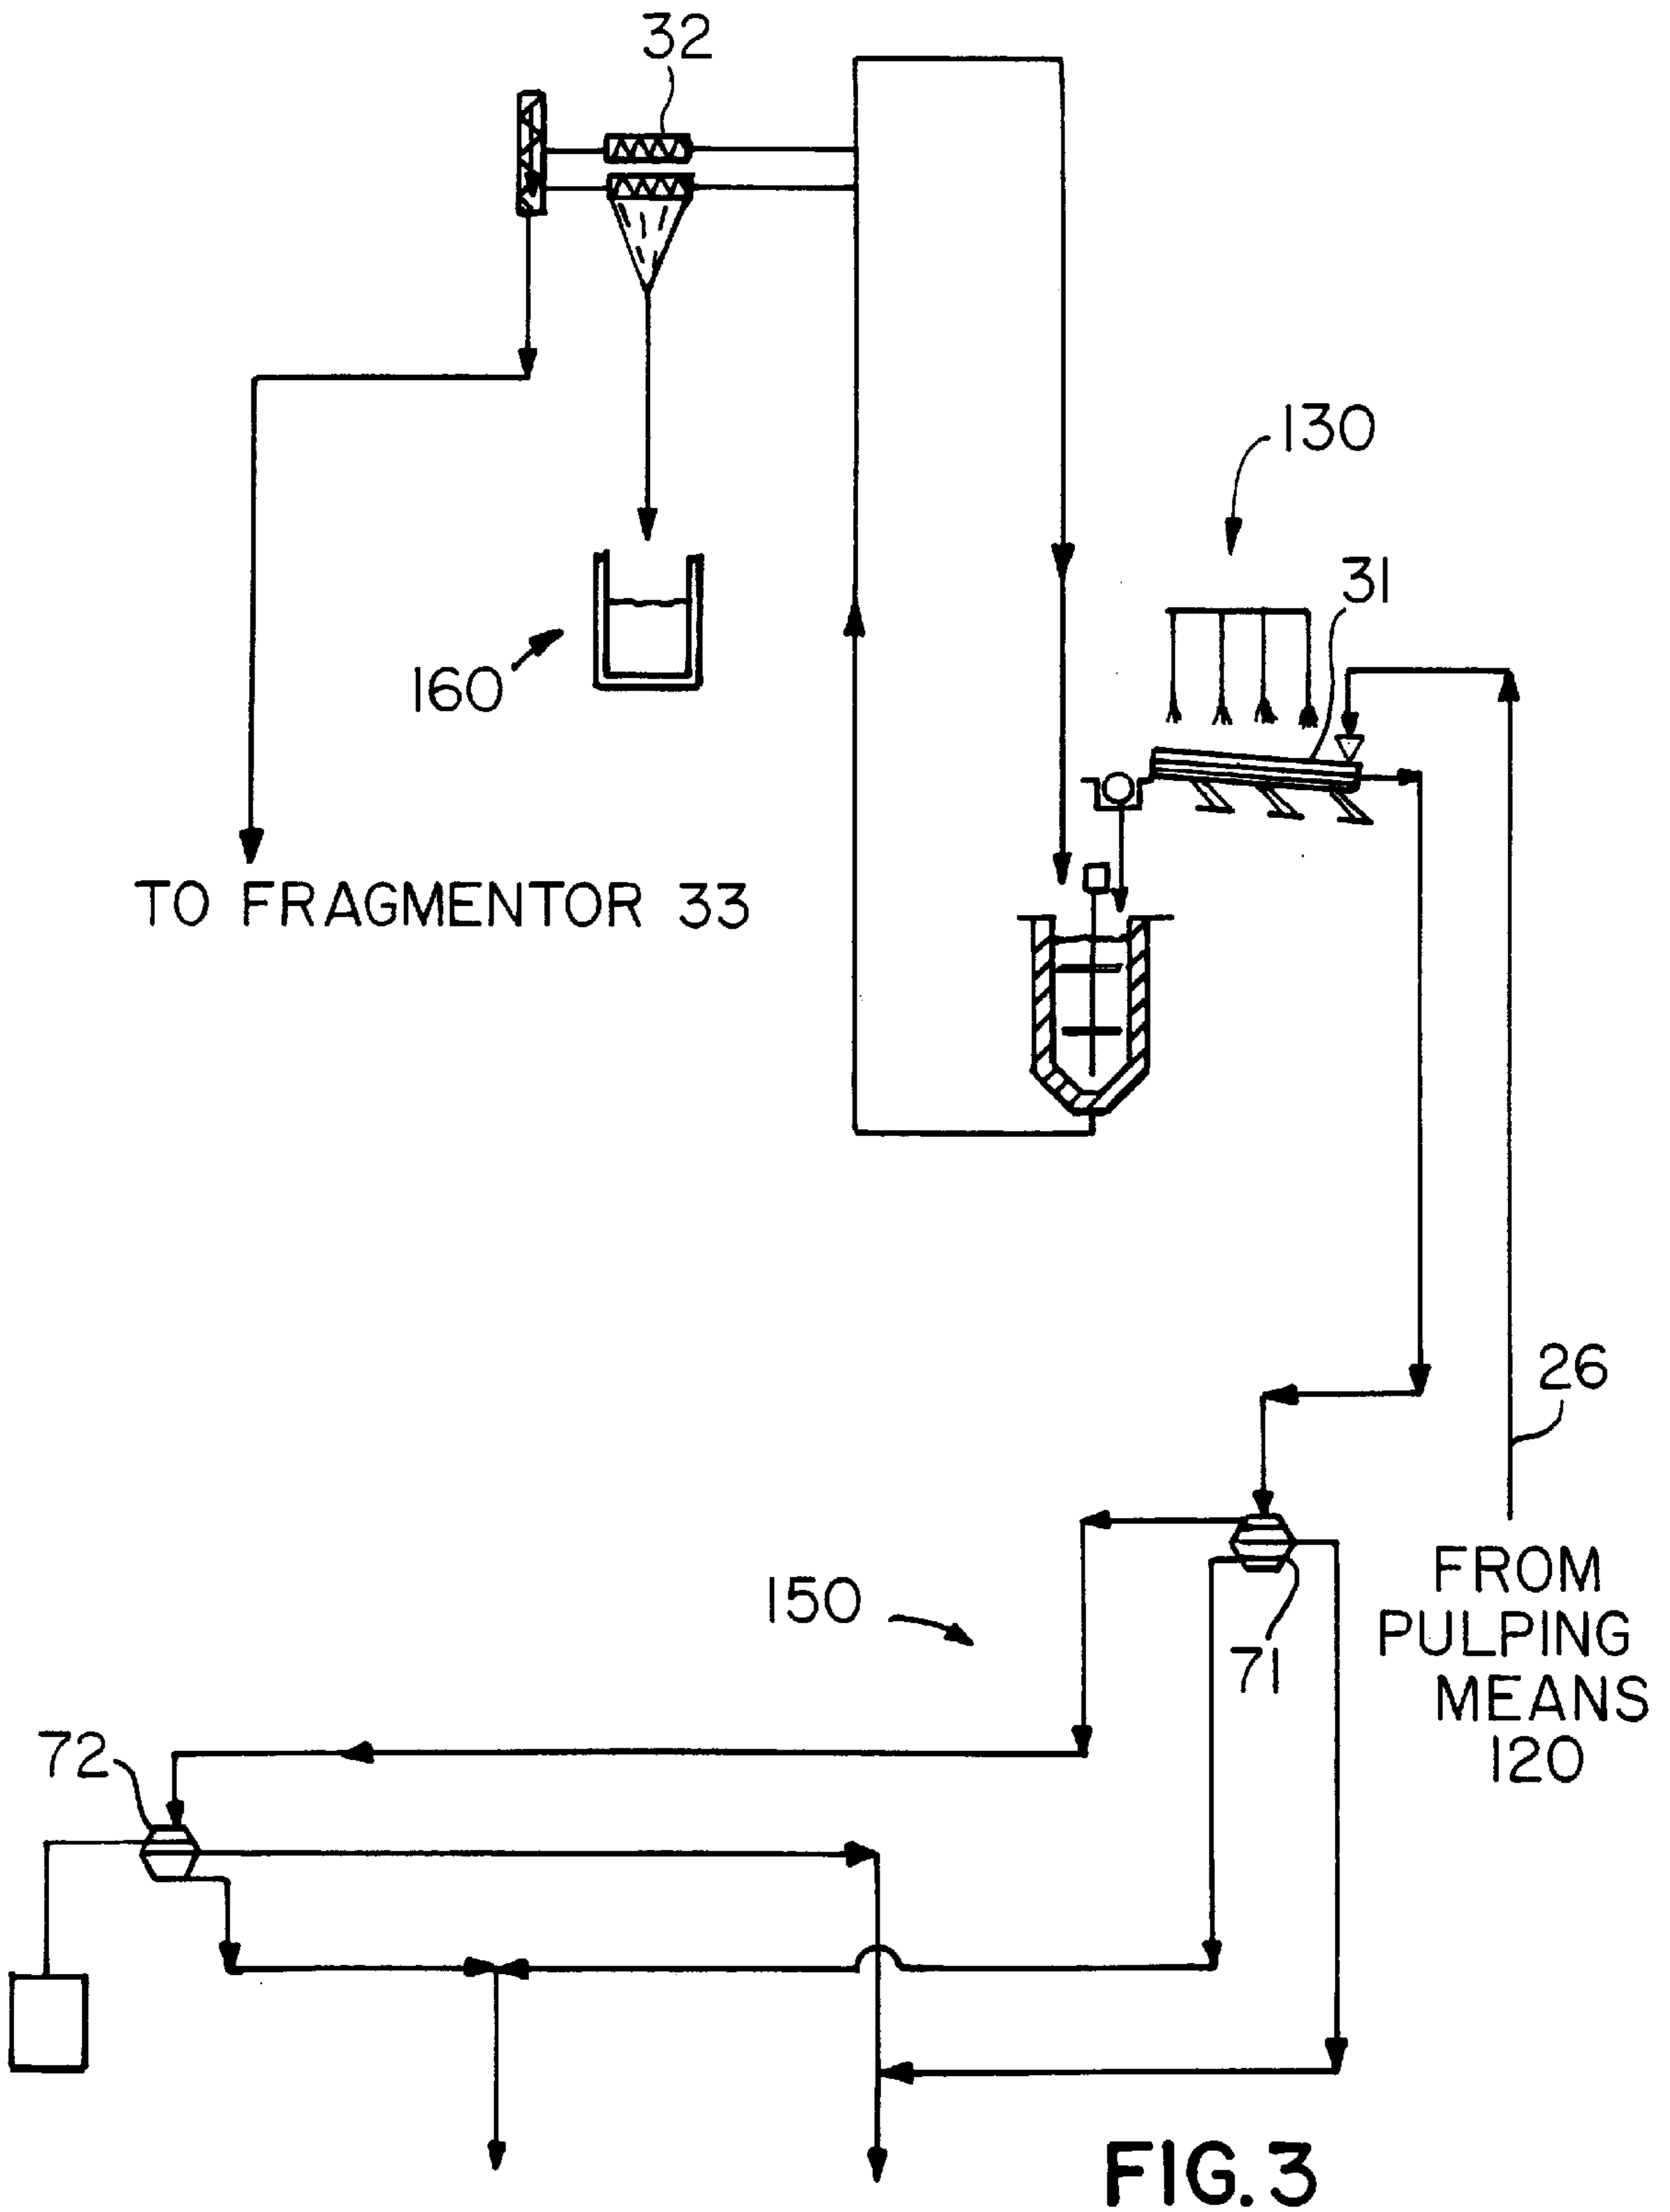 32
130
31
160
TO FRAGMENTOR 33
26
FROM
PULPING
MEANS
120
150
71
72
FIG. 3